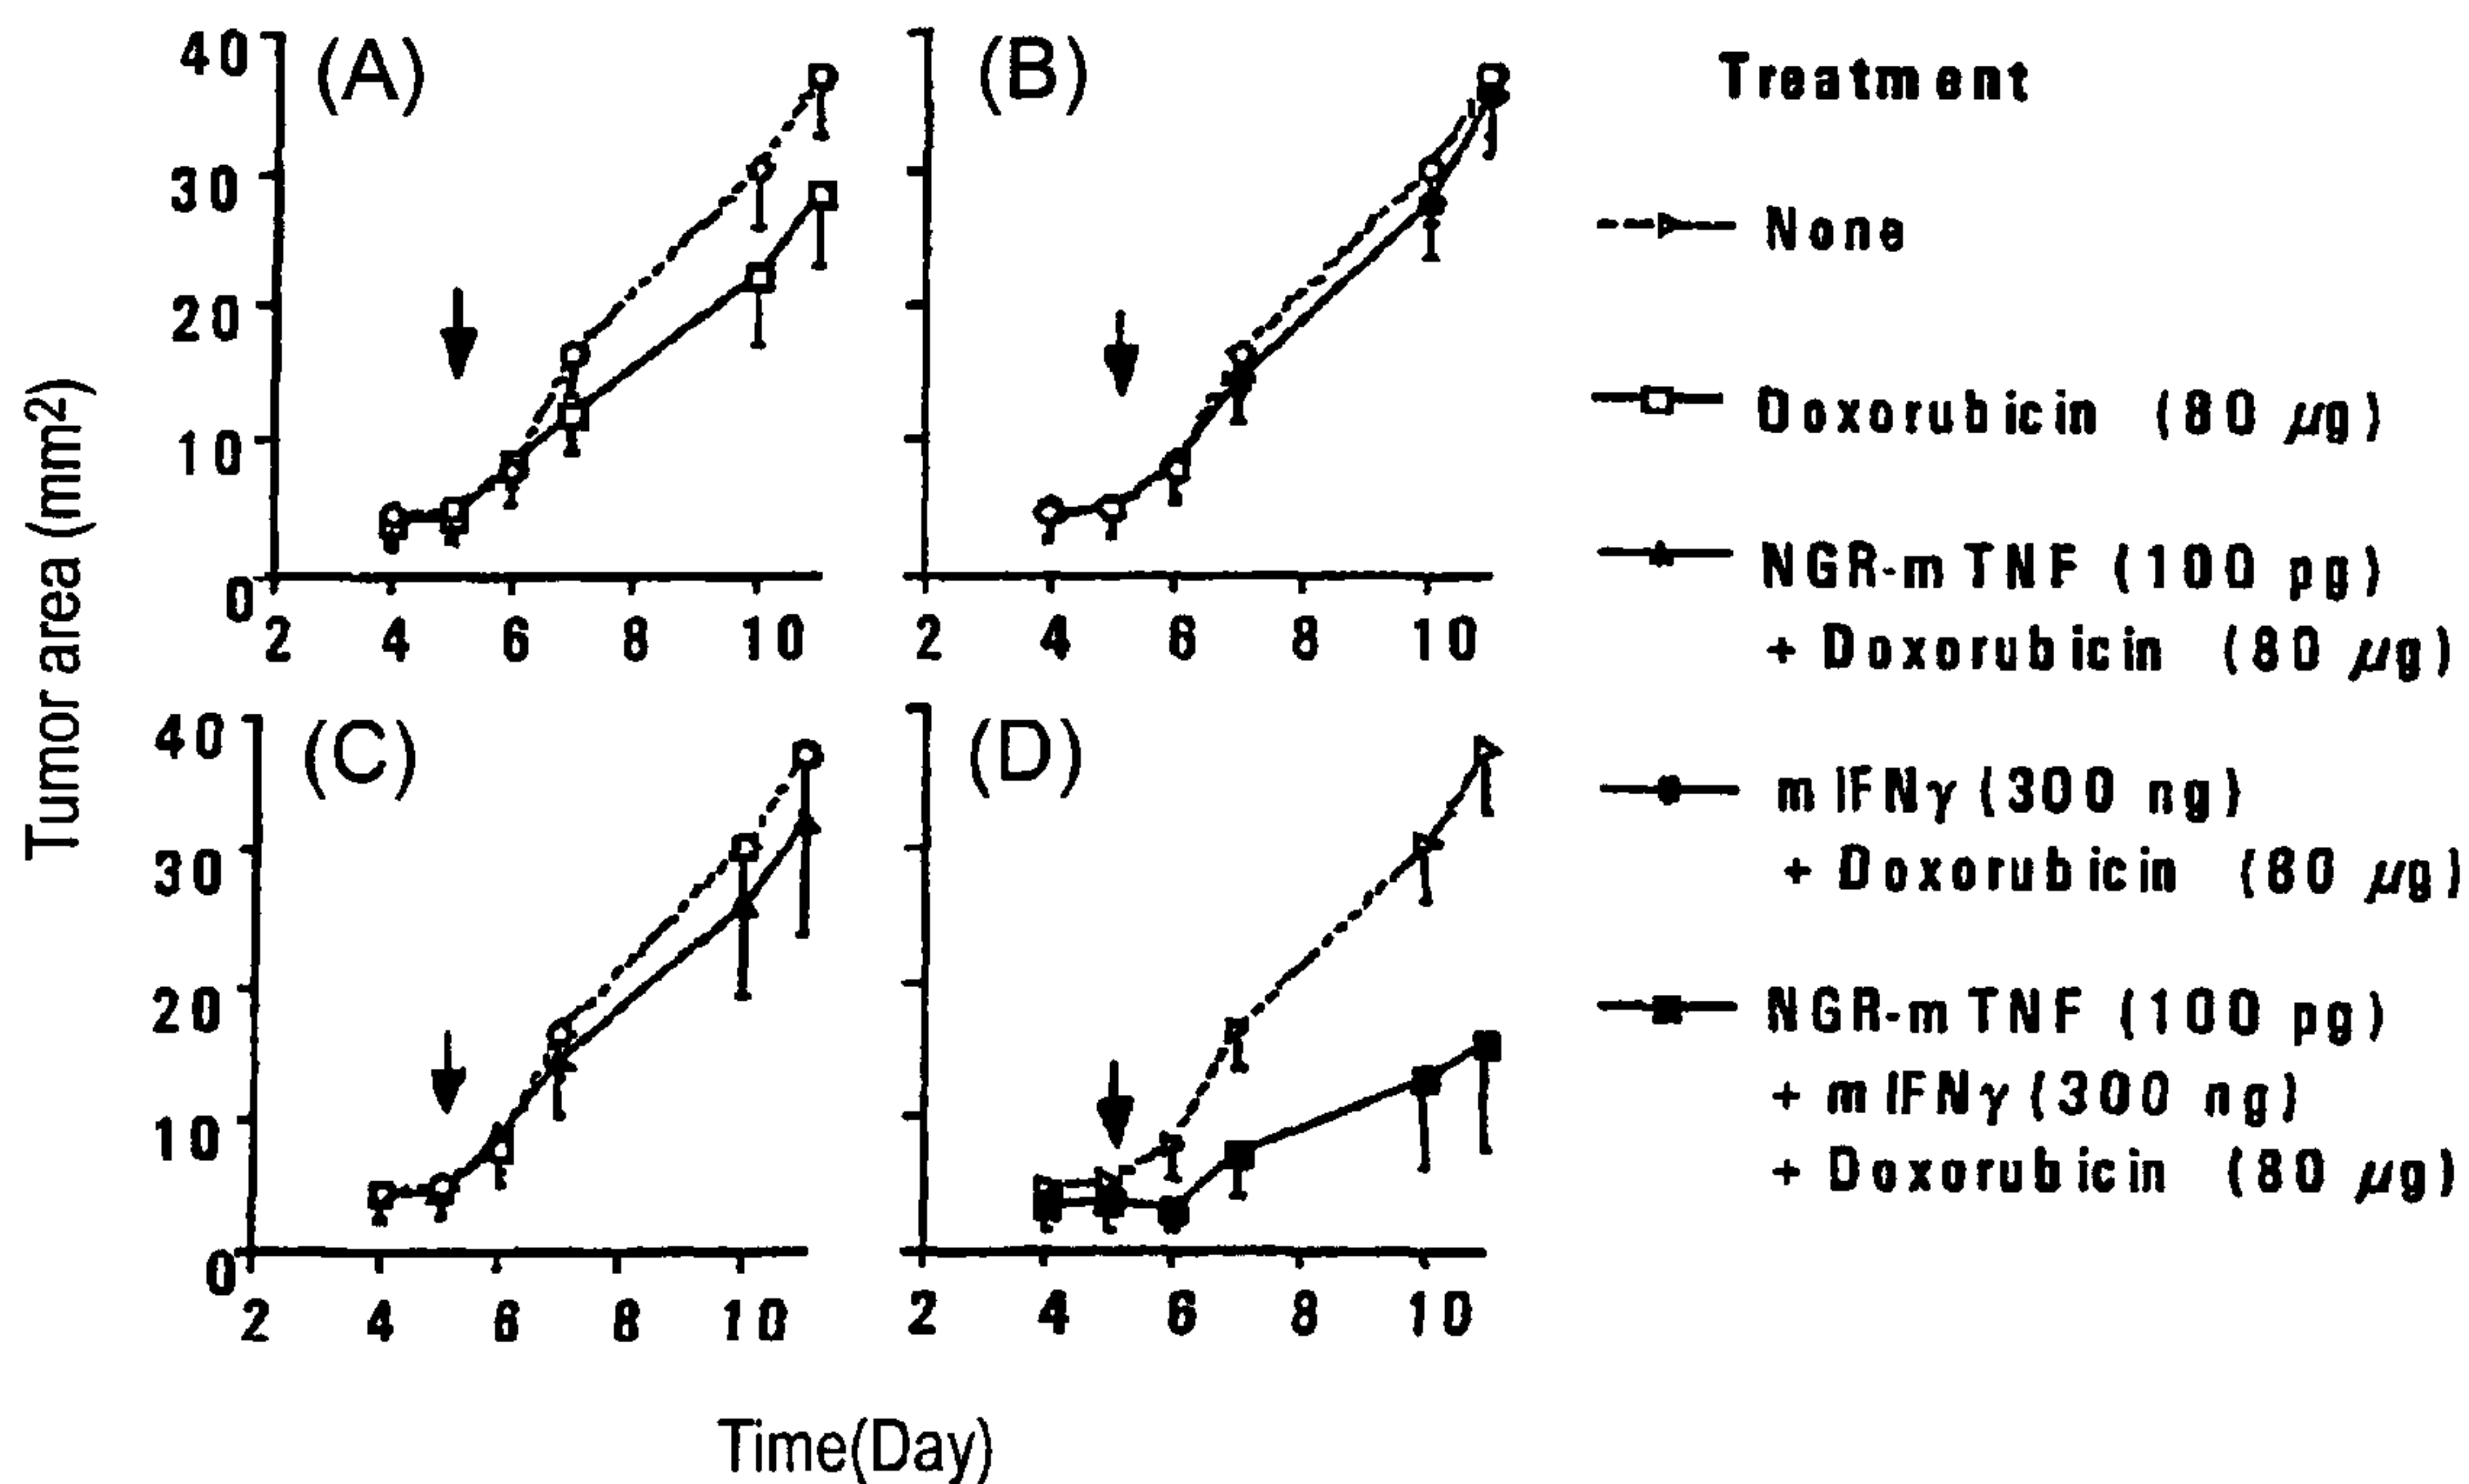 (A)
40
30
20
10
0
2 4 6 8 10
(B)
2 4 6 8 10
(C)
40
30
20
10
0
2 4 6 8 10
(D)
2 4 6 8 10
Tumor area (mm2)
Time(Day)
Treatment
None
Doxorubicin (80 µg)
NGR-m TNF (100 pg)
+ Doxorubicin (80 µg)
mIFNγ (300 ng)
+ Doxorubicin (80 µg)
NGR-m TNF (100 pg)
+ mIFNγ (300 ng)
+ Doxorubicin (80 µg)